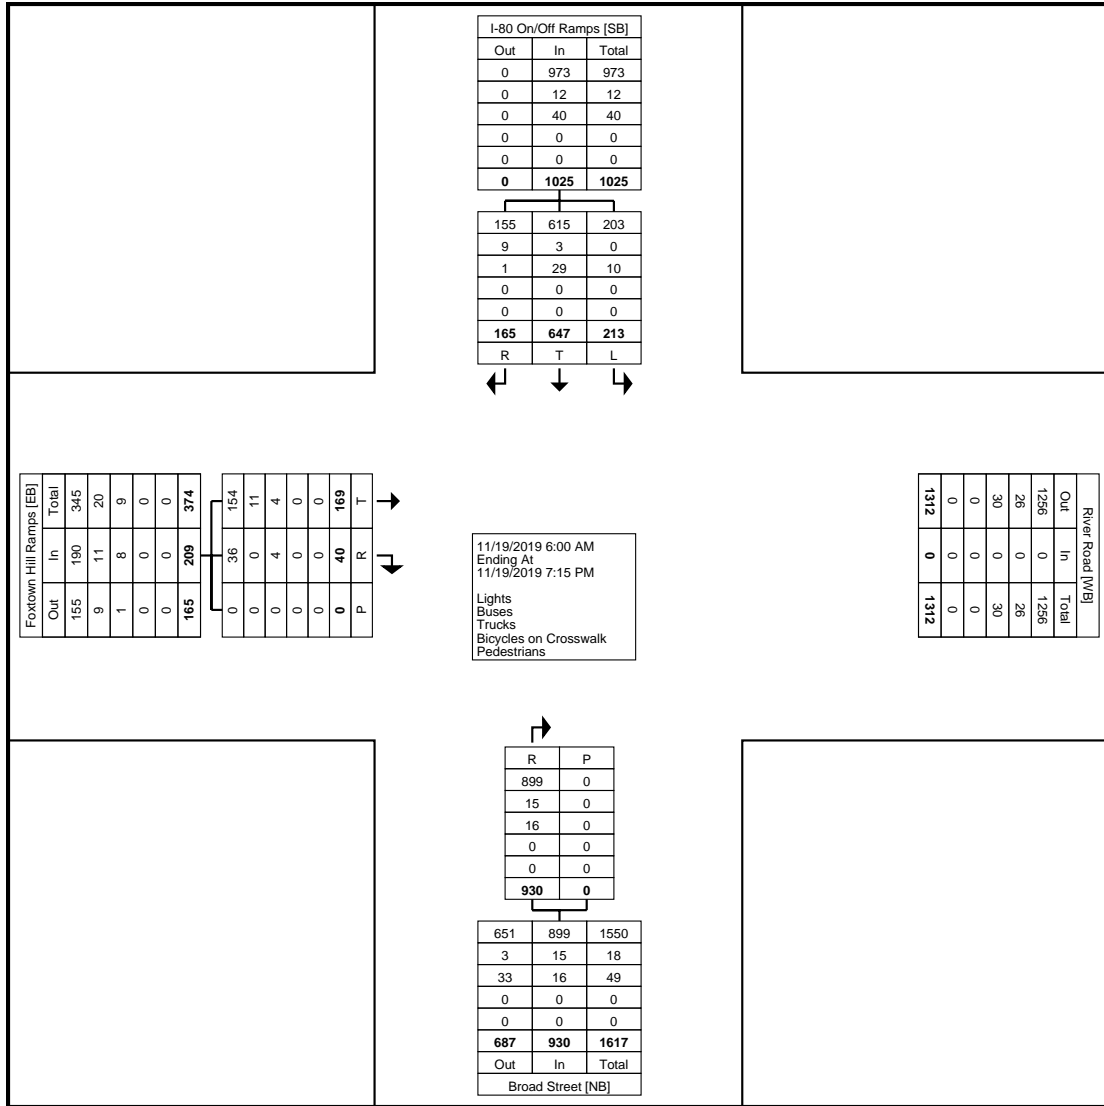 I-80 On/Off Ramps [SB]
Out In Total
0 973 973
0 12 12
0 40 40
0 0 0
0 0 0
0 1025 1025
155 615 203
9 3 0
1 29 10
0 0 0
0 0 0
165 647 213
R T L
Foxtown Hill Ramps [EB]
Total In Out
345 190 155
20 11 9
9 8 1
0 0 0
0 0 0
374 209 165
154 36 0
11 0 0
4 4 0
0 0 0
0 0 0
169 40 0
T R P
11/19/2019 6:00 AM
Ending At
11/19/2019 7:15 PM
Lights
Buses
Trucks
Bicycles on Crosswalk
Pedestrians
River Road [WB]
Out In Total
1256 0 1256
26 0 26
30 0 30
0 0 0
0 0 0
1312 0 1312
R P
899 0
15 0
16 0
0 0
0 0
930 0
651 899 1550
3 15 18
33 16 49
0 0 0
0 0 0
687 930 1617
Out In Total
Broad Street [NB]